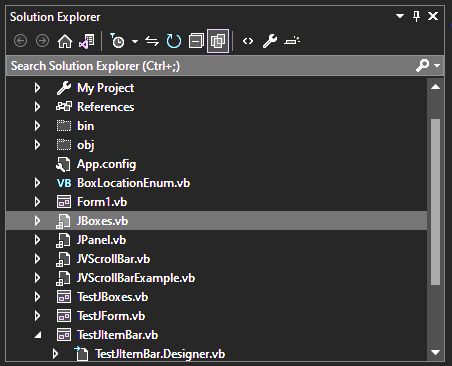 Solution Explorer
Search Solution Explorer (Ctrl+;)
My Project
References
bin
obj
App.config
VB BoxLocationEnum.vb
Form1.vb
JBoxes.vb
JPanel.vb
JVScrollBar.vb
JVScrollBarExample.vb
TestJBoxes.vb
TestJForm.vb
TestJItemBar.vb
TestJItemBar.Designer.vb